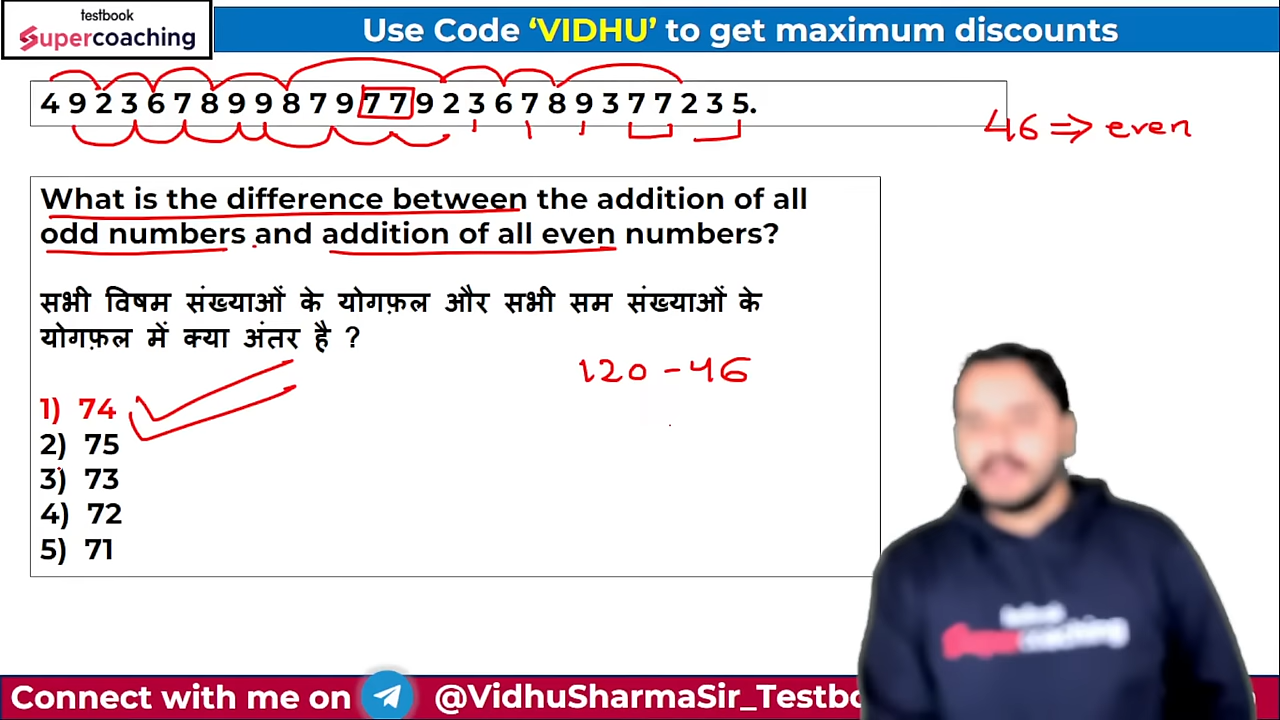 testbook
Supercoaching
Use Code ‘VIDHU’ to get maximum discounts
4 9 2 3 6 7 8 9 9 8 7 9 7 7 9 2 3 6 7 8 9 3 7 7 2 3 5.
46 ⇒ even
What is the difference between the addition of all
odd numbers and addition of all even numbers?
सभी विषम संख्याओं के योगफ़ल और सभी सम संख्याओं के
योगफ़ल में क्या अंतर है ?
120 - 46
1) 74
2) 75
3) 73
4) 72
5) 71
testbook
Supercoaching
Connect with me on @VidhuSharmaSir_Testbo